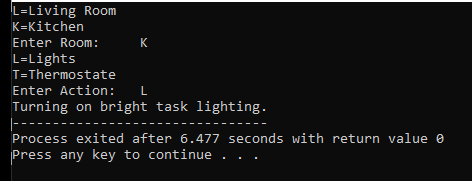 L=Living Room
K=Kitchen
Enter Room:     K
L=Lights
T=Thermostate
Enter Action:   L
Turning on bright task lighting.
--------------------------------
Process exited after 6.477 seconds with return value 0
Press any key to continue . . .